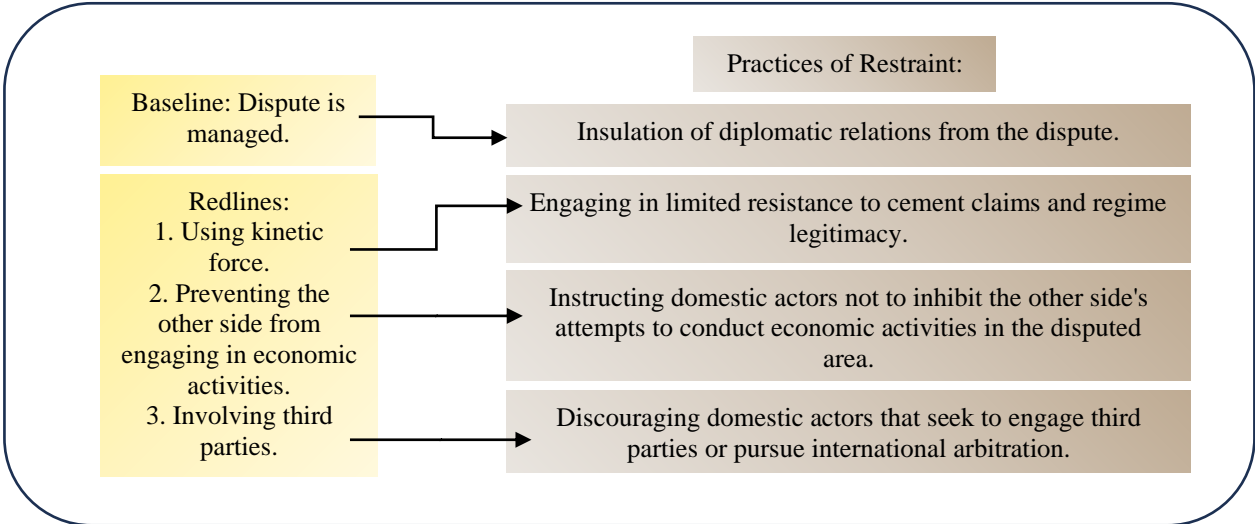 Practices of Restraint:
Baseline: Dispute is
managed.
Insulation of diplomatic relations from the dispute.
Redlines:
1. Using kinetic
force.
2. Preventing the
other side from
engaging in economic
activities.
3. Involving third
parties.
Engaging in limited resistance to cement claims and regime
legitimacy.
Instructing domestic actors not to inhibit the other side's
attempts to conduct economic activities in the disputed
area.
Discouraging domestic actors that seek to engage third
parties or pursue international arbitration.